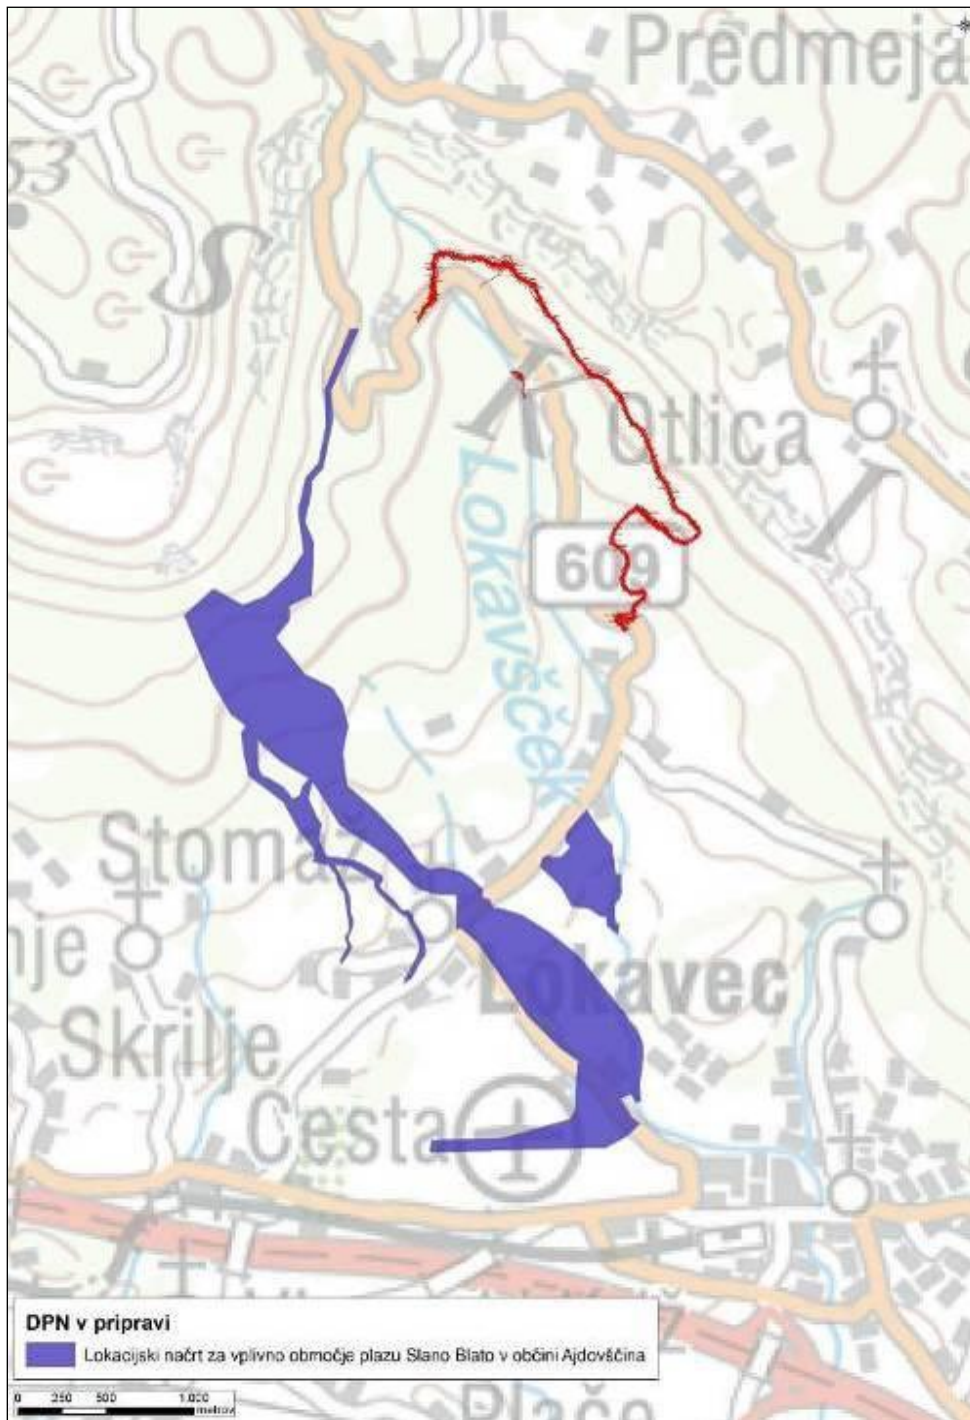 Predmeja
53
S
Otlica
Lokavšček
609
Stomaž
nje
Lokavec
Skrilje
Cesta
DPN v pripravi
Lokacijski načrt za vplivno območje plazu Slano Blato v občini Ajdovščina
0 250 500 1.000
metrov